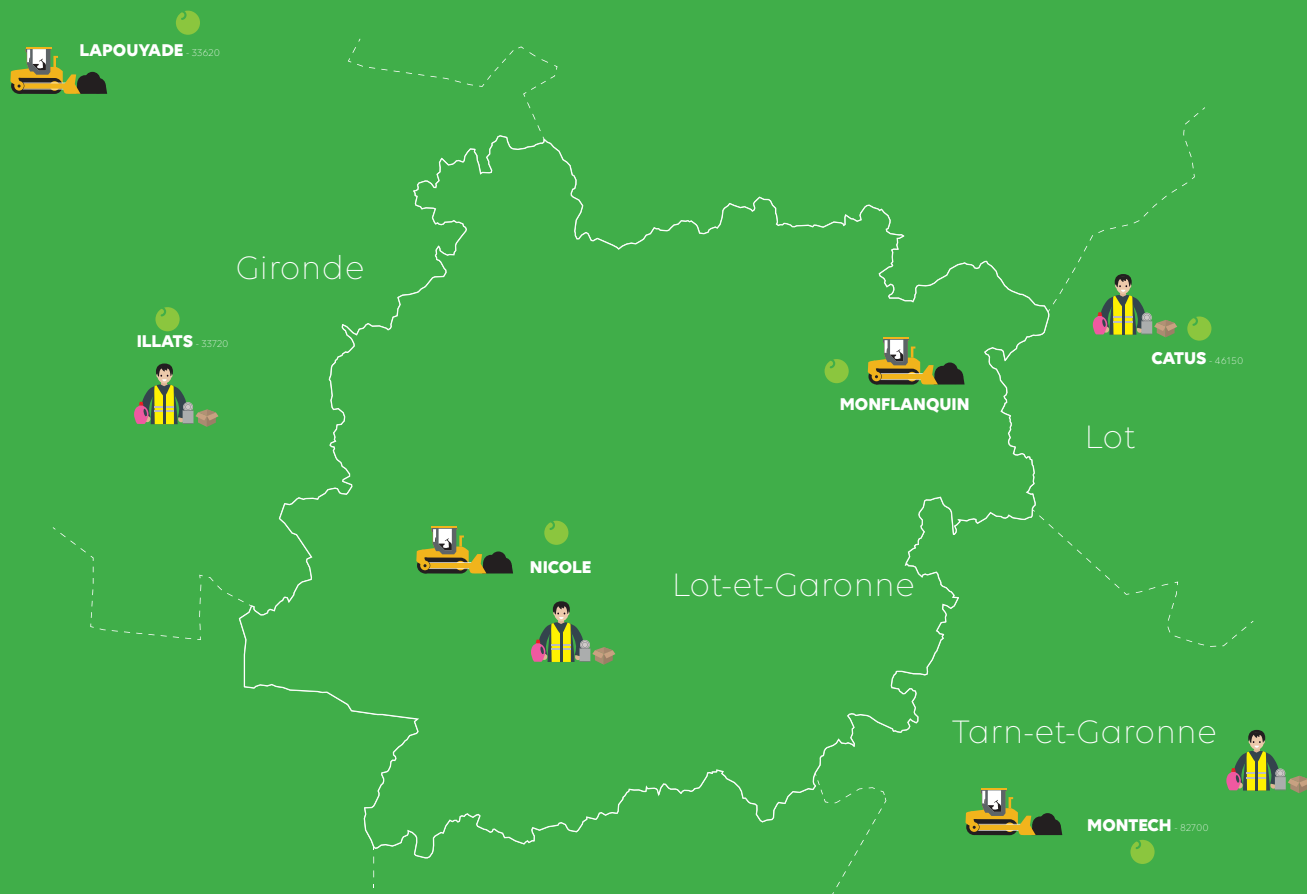 LAPOUYADE - 33620
Gironde
ILLATS - 33720
CATUS - 46150
MONFLANQUIN
Lot
NICOLE
Lot-et-Garonne
Tarn-et-Garonne
MONTECH - 82700